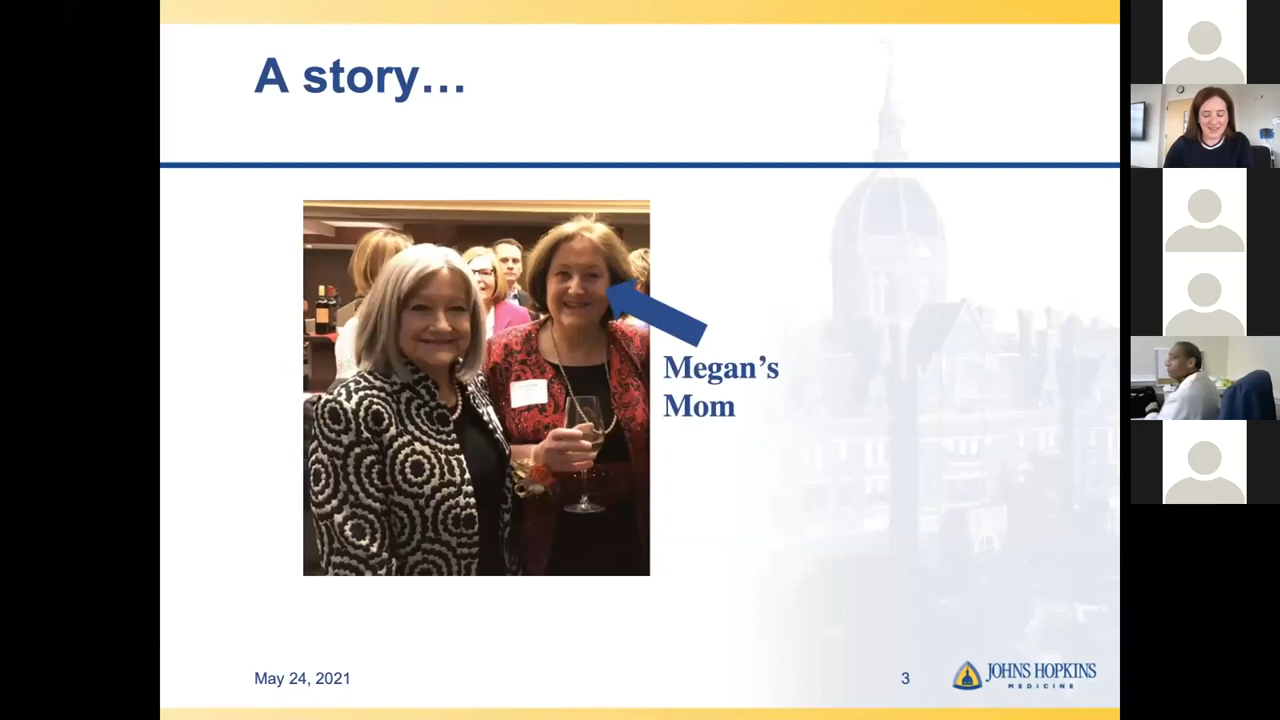 A story…
Megan's
Mom
May 24, 2021
3
JOHNS HOPKINS
MEDICINE